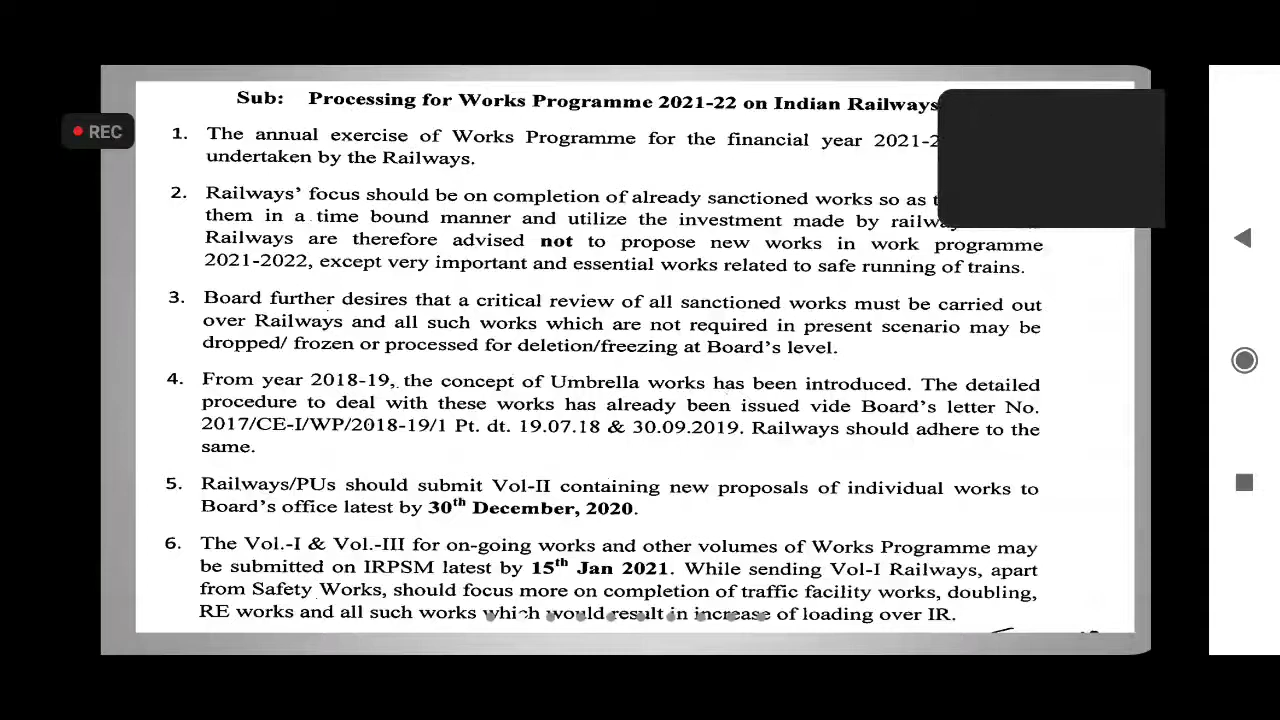 Sub: Processing for Works Programme 2021-22 on Indian Railways
REC
1. The annual exercise of Works Programme for the financial year
undertaken by the Railways.
2. Railways' focus should be on completion of already sanctioned works so as
them in a time bound manner and utilize the investment made by
Railways are therefore advised not to propose new works in work programme
2021-2022, except very important and essential works related to safe running of trains.
3. Board further desires that a critical review of all sanctioned works must be carried out
over Railways and all such works which are not required in present scenario may be
dropped/ frozen or processed for deletion/freezing at Board's level.
4. From year 2018-19, the concept of Umbrella works has been introduced. The detailed
procedure to deal with these works has already been issued vide Board's letter No.
2017/CE-I/WP/2018-19/1 Pt. dt. 19.07.18 & 30.09.2019. Railways should adhere to the
same.
5. Railways/PUs should submit Vol-II containing new proposals of individual works to
Board's office latest by 30th December, 2020.
6. The Vol.-I & Vol.-III for on-going works and other volumes of Works Programme may
be submitted on IRPSM latest by 15th Jan 2021. While sending Vol-I Railways, apart
from Safety Works, should focus more on completion of traffic facility works, doubling,
RE works and all such works which would result in increase of loading over IR.